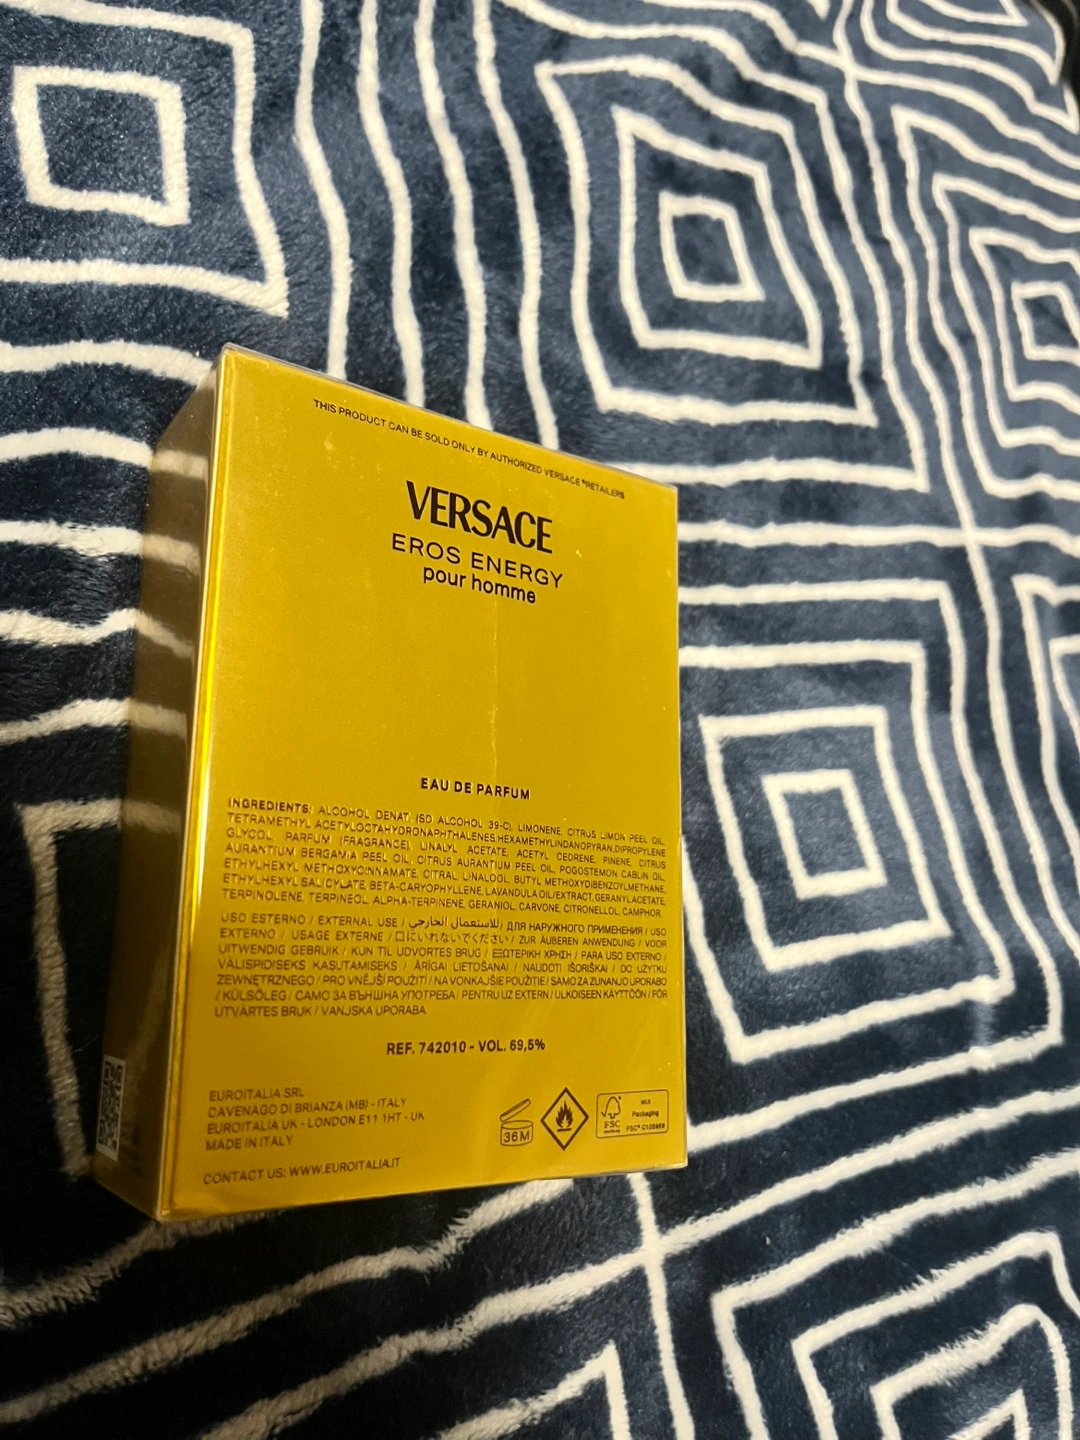 THIS PRODUCT CAN BE SOLD ONLY BY AUTHORIZED VERSACE® RETAILERS
VERSACE
EROS ENERGY
pour homme
EAU DE PARFUM
INGREDIENTS: ALCOHOL DENAT. (SD ALCOHOL 39-C), LIMONENE, CITRUS LIMON PEEL OIL,
TETRAMETHYL ACETYLOCTAHYDRONAPHTHALENES, HEXAMETHYLINDANOPYRAN, DIPROPYLENE
GLYCOL, PARFUM (FRAGRANCE), LINALYL ACETATE, ACETYL CEDRENE, PINENE, CITRUS
AURANTIUM BERGAMIA PEEL OIL, CITRUS AURANTIUM PEEL OIL, POGOSTEMON CABLIN OIL,
ETHYLHEXYL METHOXYCINNAMATE, CITRAL, LINALOOL, BUTYL METHOXYDIBENZOYLMETHANE,
ETHYLHEXYL SALICYLATE, BETA-CARYOPHYLLENE, LAVANDULA OIL/EXTRACT, GERANYL ACETATE,
TERPINOLENE, TERPINEOL, ALPHA-TERPINENE, GERANIOL, CARVONE, CITRONELLOL, CAMPHOR.
USO ESTERNO / EXTERNAL USE / للاستعمال الخارجي / ДЛЯ НАРУЖНОГО ПРИМЕНЕНИЯ / USO
EXTERNO / USAGE EXTERNE / 口にいれないでください / ZUR ÄUßEREN ANWENDUNG / VOOR
UITWENDIG GEBRUIK / KUN TIL UDVORTES BRUG / ΕΞΩΤΕΡΙΚΗ ΧΡΗΣΗ / PARA USO EXTERNO /
VÄLISPIDISEKS KASUTAMISEKS / ĀRĪGAI LIETOŠANAI / NAUDOTI IŠORIŠKAI / DO UŻYTKU
ZEWNĘTRZNEGO / PRO VNĚJŠÍ POUŽITÍ / NA VONKAJŠIE POUŽITIE / SAMO ZA ZUNANJO UPORABO
/ KÜLSŐLEG / САМО ЗА ВЪНШНА УПОТРЕБА / PENTRU UZ EXTERN / ULKOISEEN KÄYTTÖÖN / FÖR
UTVÄRTES BRUK / VANJSKA UPORABA.
REF. 742010 - VOL. 69,5%
EUROITALIA SRL
CAVENAGO DI BRIANZA (MB) - ITALY
EUROITALIA UK - LONDON E11 1HT - UK
MADE IN ITALY
CONTACT US: WWW.EUROITALIA.IT
36M
FSC
MIX
Packaging
FSC®